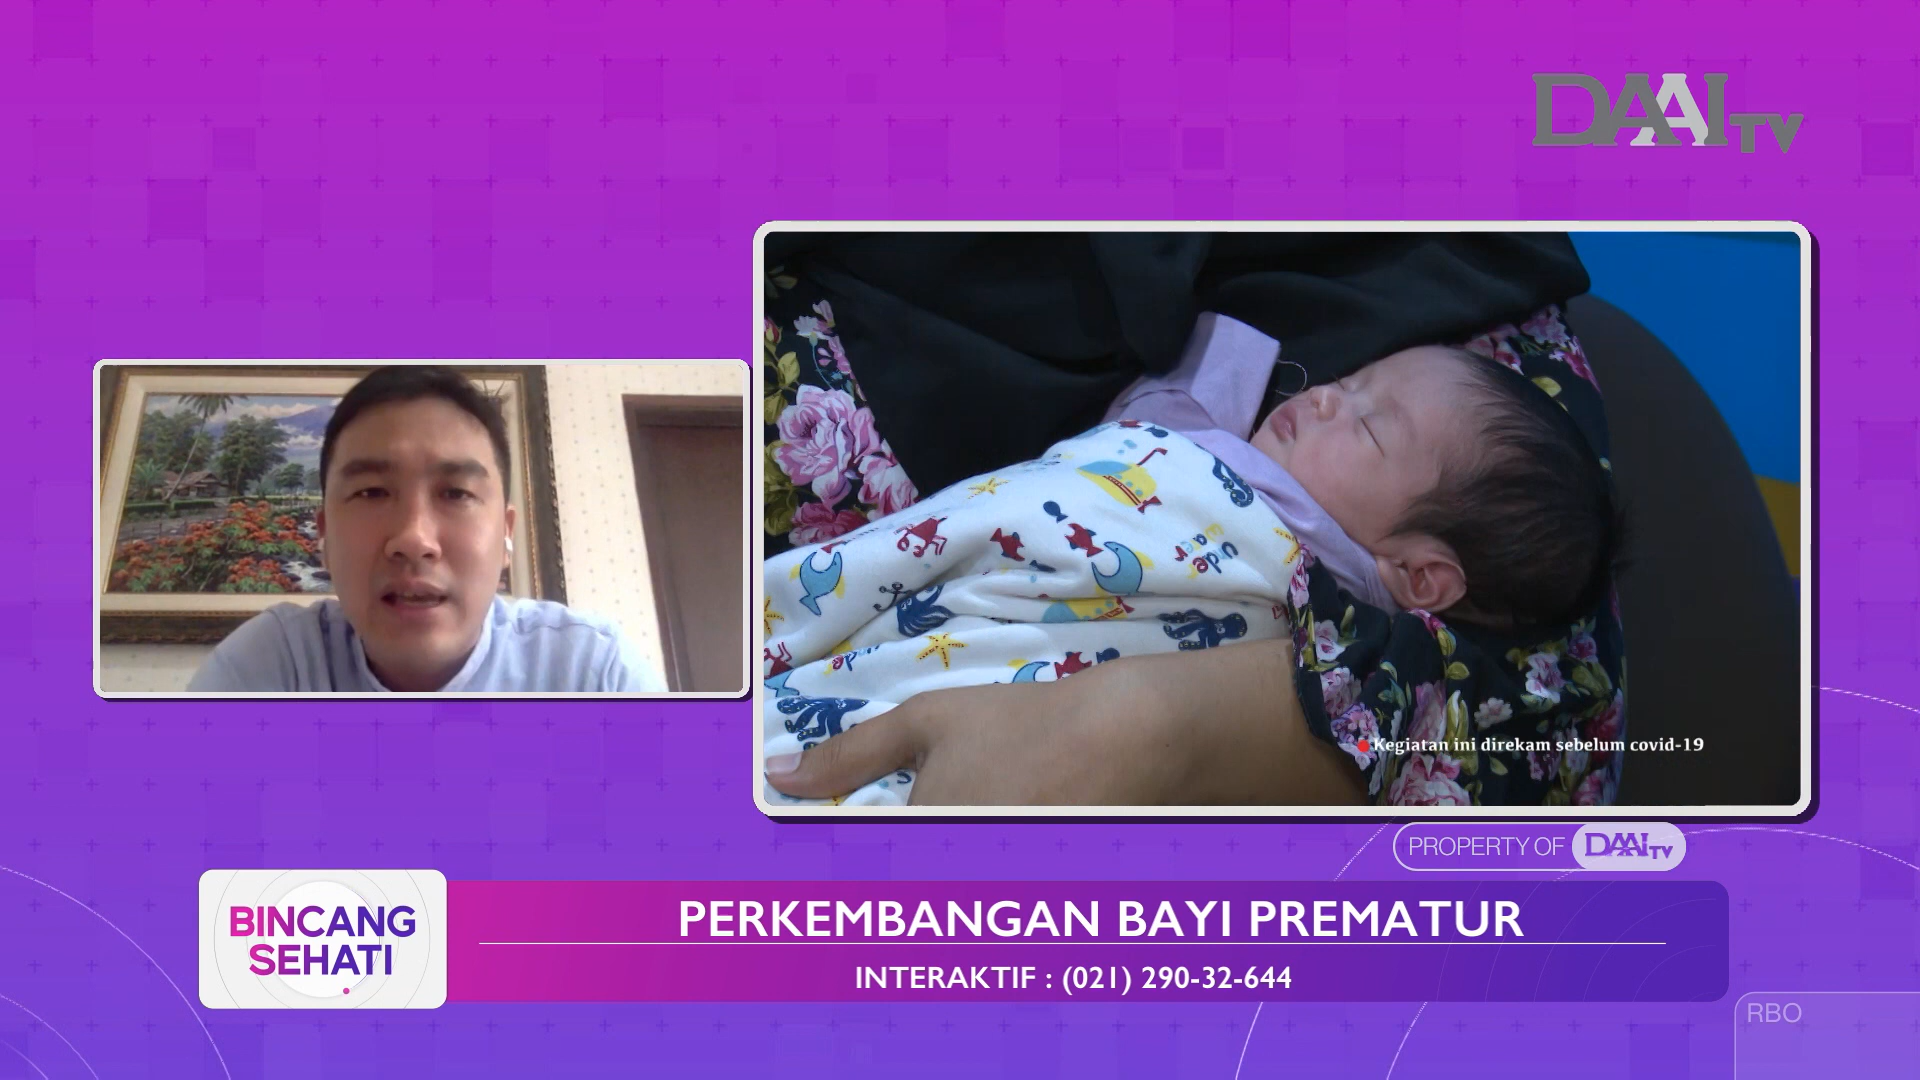 DAAI TV
Kegiatan ini direkam sebelum covid-19
PROPERTY OF DAAI TV
BINCANG
SEHATI
PERKEMBANGAN BAYI PREMATUR
INTERAKTIF : (021) 290-32-644
RBO